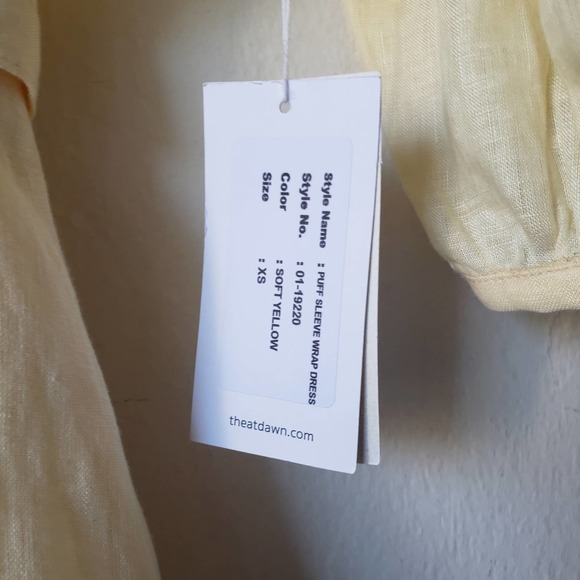 Style Name : PUFF SLEEVE WRAP DRESS
Style No. : 01-19220
Color : SOFT YELLOW
Size : XS
theatdawn.com